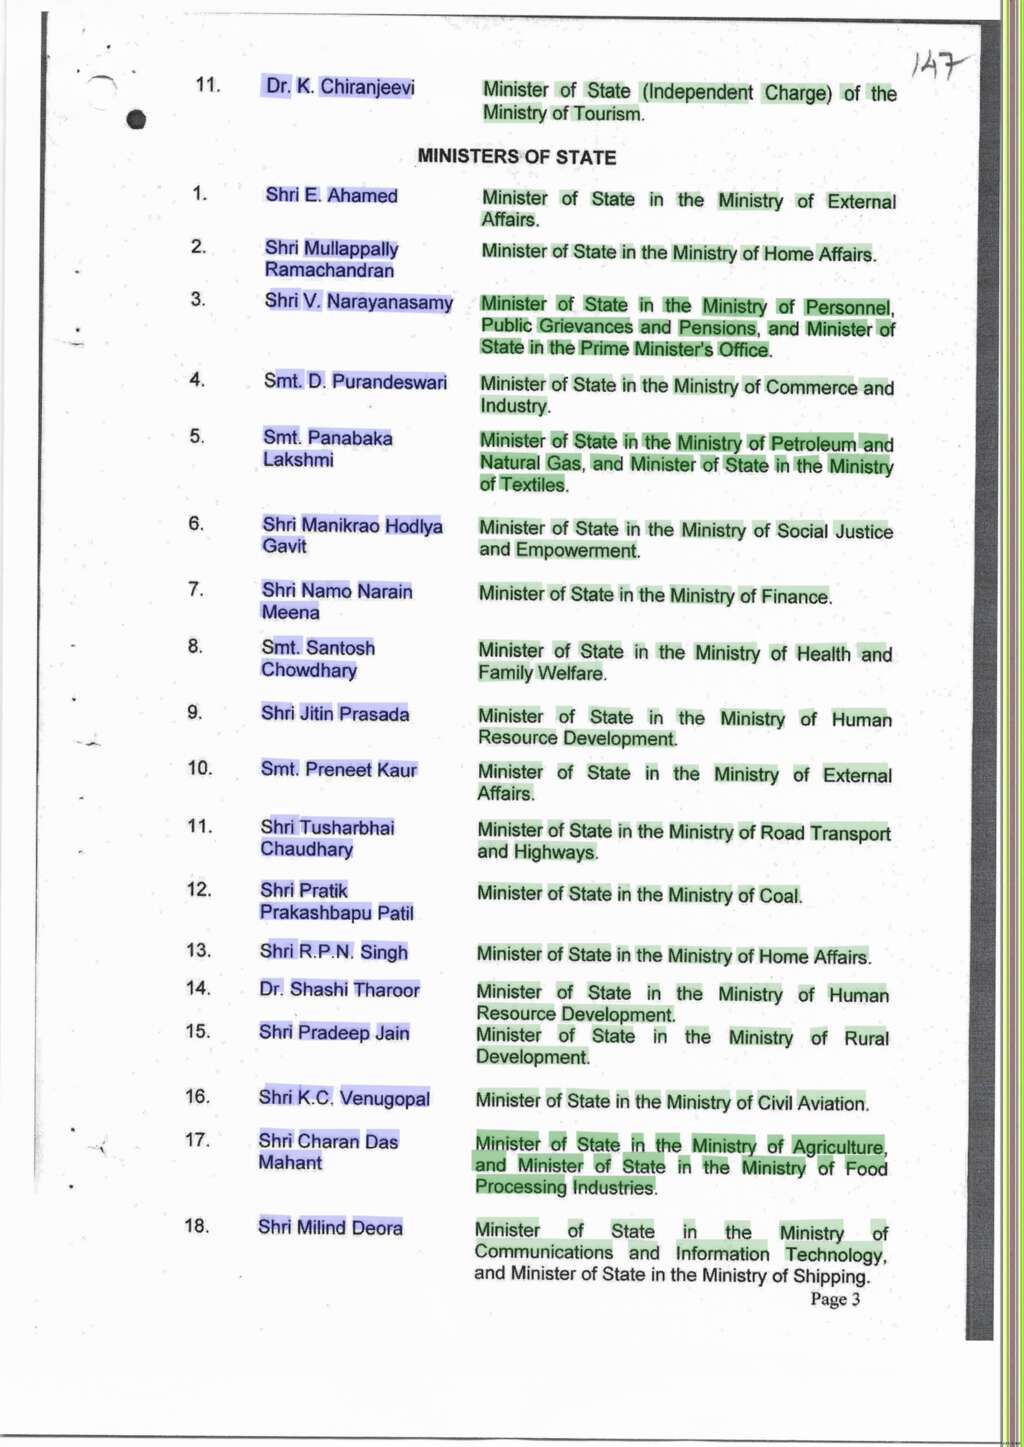 147
11. Dr. K. Chiranjeevi Minister of State (Independent Charge) of the
Ministry of Tourism.
MINISTERS OF STATE
1. Shri E. Ahamed Minister of State in the Ministry of External
Affairs.
2. Shri Mullappally Minister of State in the Ministry of Home Affairs.
Ramachandran
3. Shri V. Narayanasamy Minister of State in the Ministry of Personnel,
Public Grievances and Pensions, and Minister of
State in the Prime Minister's Office.
4. Smt. D. Purandeswari Minister of State in the Ministry of Commerce and
Industry.
5. Smt. Panabaka Minister of State in the Ministry of Petroleum and
Lakshmi Natural Gas, and Minister of State in the Ministry
of Textiles.
6. Shri Manikrao Hodlya Minister of State in the Ministry of Social Justice
Gavit and Empowerment.
7. Shri Namo Narain Minister of State in the Ministry of Finance.
Meena
8. Smt. Santosh Minister of State in the Ministry of Health and
Chowdhary Family Welfare.
9. Shri Jitin Prasada Minister of State in the Ministry of Human
Resource Development.
10. Smt. Preneet Kaur Minister of State in the Ministry of External
Affairs.
11. Shri Tusharbhai Minister of State in the Ministry of Road Transport
Chaudhary and Highways.
12. Shri Pratik Minister of State in the Ministry of Coal.
Prakashbapu Patil
13. Shri R.P.N. Singh Minister of State in the Ministry of Home Affairs.
14. Dr. Shashi Tharoor Minister of State in the Ministry of Human
Resource Development.
15. Shri Pradeep Jain Minister of State in the Ministry of Rural
Development.
16. Shri K.C. Venugopal Minister of State in the Ministry of Civil Aviation.
17. Shri Charan Das Minister of State in the Ministry of Agriculture,
Mahant and Minister of State in the Ministry of Food
Processing Industries.
18. Shri Milind Deora Minister of State in the Ministry of
Communications and Information Technology,
and Minister of State in the Ministry of Shipping.
Page 3